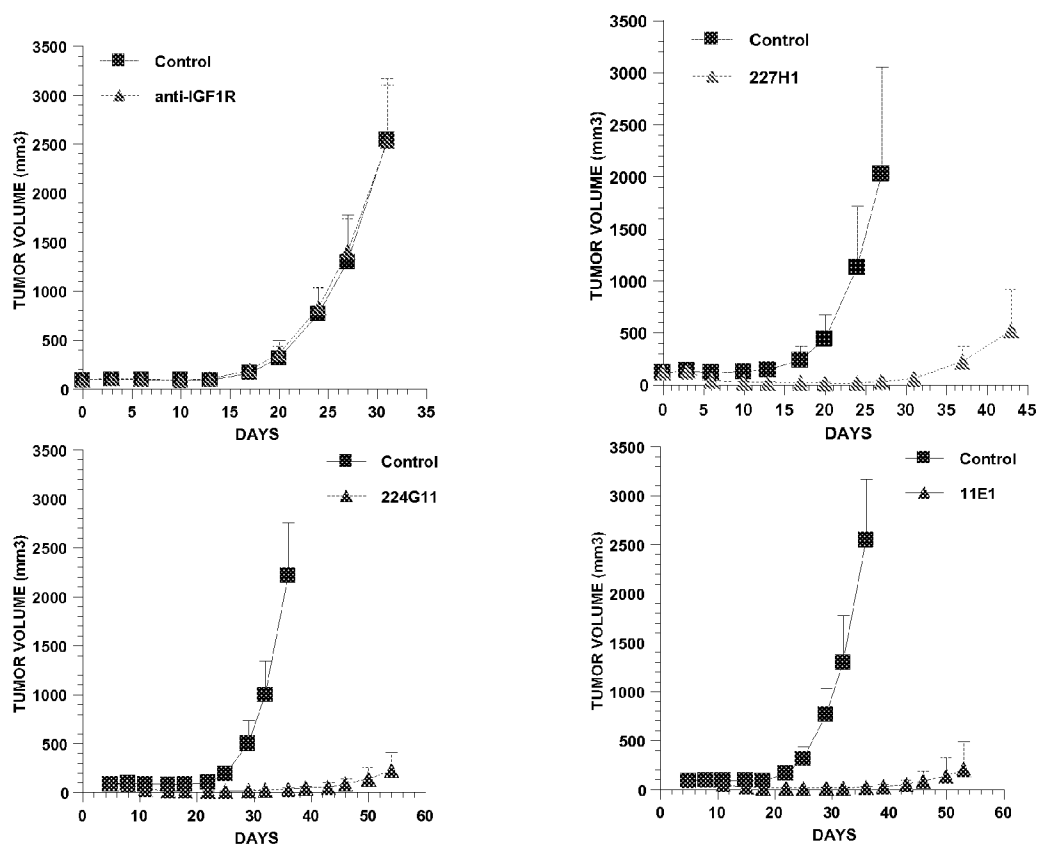 3500
3000
2500
2000
1500
1000
500
0
TUMOR VOLUME (mm3)
Control
anti-IGF1R
0 5 10 15 20 25 30 35
DAYS
3500
3000
2500
2000
1500
1000
500
0
TUMOR VOLUME (mm3)
Control
227H1
0 5 10 15 20 25 30 35 40 45
DAYS
3500
3000
2500
2000
1500
1000
500
0
TUMOR VOLUME (mm3)
Control
224G11
0 10 20 30 40 50 60
DAYS
3500
3000
2500
2000
1500
1000
500
0
TUMOR VOLUME (mm3)
Control
11E1
0 10 20 30 40 50 60
DAYS